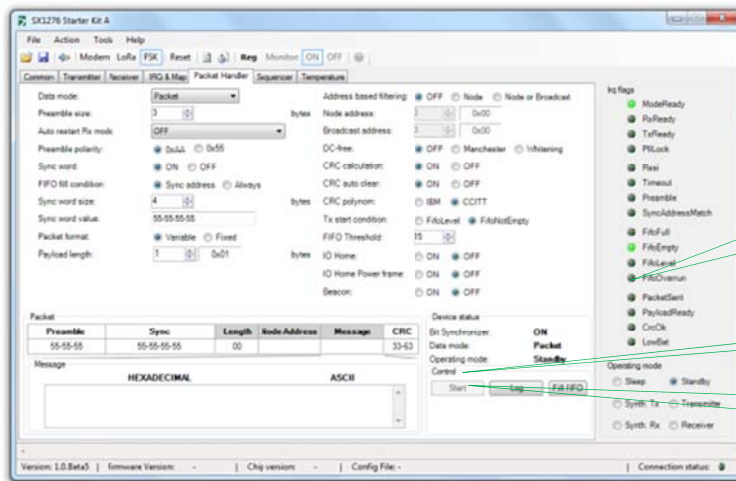 SX1276 Starter Kit A
File Action Tools Help
Modem LoRa FSK Reset Reg Monitor ON OFF
Common Transmitter Receiver IRQ & Map Packet Handler Sequencer Temperature
Data mode: Packet
Preamble size: 3 bytes
Auto restart Rx mode: OFF
Preamble polarity: 0xAA 0x55
Sync word: ON OFF
FIFO fill condition: Sync address Always
Sync word size: 4 bytes
Sync word value: 55-55-55-55
Packet format: Variable Fixed
Payload length: 1 0x01 bytes
Address based filtering: OFF Node Node or Broadcast
Node address: 0x00
Broadcast address: 0x00
DC-free: OFF Manchester Whitening
CRC calculation: ON OFF
CRC auto clear: ON OFF
CRC polynom: IBM CCITT
Tx start condition: FifoLevel FifoNotEmpty
FIFO Threshold: 15
IO Home: ON OFF
IO Home Power frame: ON OFF
Beacon: ON OFF
Irq flags
ModeReady
RxReady
TxReady
PllLock
Rssi
Timeout
Preamble
SyncAddressMatch
FifoFull
FifoEmpty
FifoLevel
FifoOverrun
PacketSent
PayloadReady
CrcOk
LowBat
Packet
Preamble Sync Length Node Address Message CRC
55-55-55 55-55-55-55 00 33-63
Message
HEXADECIMAL ASCII
Device status
Bit Synchronizer: ON
Data mode: Packet
Operating mode: Standby
Control
Start Log Fill FIFO
Operating mode
Sleep Standby
Synth. Tx Transmitter
Synth. Rx Receiver
-
Version: 1.0.Beta5 | Firmware Version: - | Chip version: - | Config File: - | Connection status: